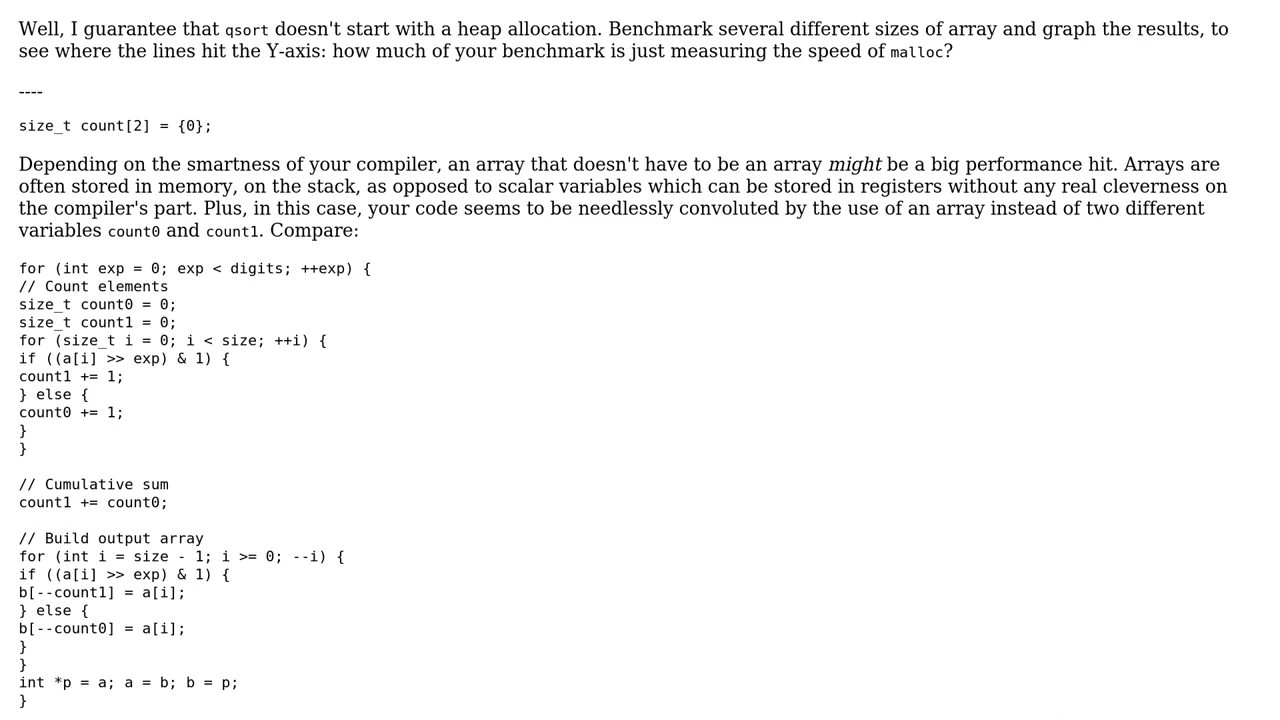 Well, I guarantee that qsort doesn't start with a heap allocation. Benchmark several different sizes of array and graph the results, to
see where the lines hit the Y-axis: how much of your benchmark is just measuring the speed of malloc?
----
size_t count[2] = {0};
Depending on the smartness of your compiler, an array that doesn't have to be an array might be a big performance hit. Arrays are
often stored in memory, on the stack, as opposed to scalar variables which can be stored in registers without any real cleverness on
the compiler's part. Plus, in this case, your code seems to be needlessly convoluted by the use of an array instead of two different
variables count0 and count1. Compare:
for (int exp = 0; exp < digits; ++exp) {
// Count elements
size_t count0 = 0;
size_t count1 = 0;
for (size_t i = 0; i < size; ++i) {
if ((a[i] >> exp) & 1) {
count1 += 1;
} else {
count0 += 1;
}
}
// Cumulative sum
count1 += count0;
// Build output array
for (int i = size - 1; i >= 0; --i) {
if ((a[i] >> exp) & 1) {
b[--count1] = a[i];
} else {
b[--count0] = a[i];
}
}
int *p = a; a = b; b = p;
}